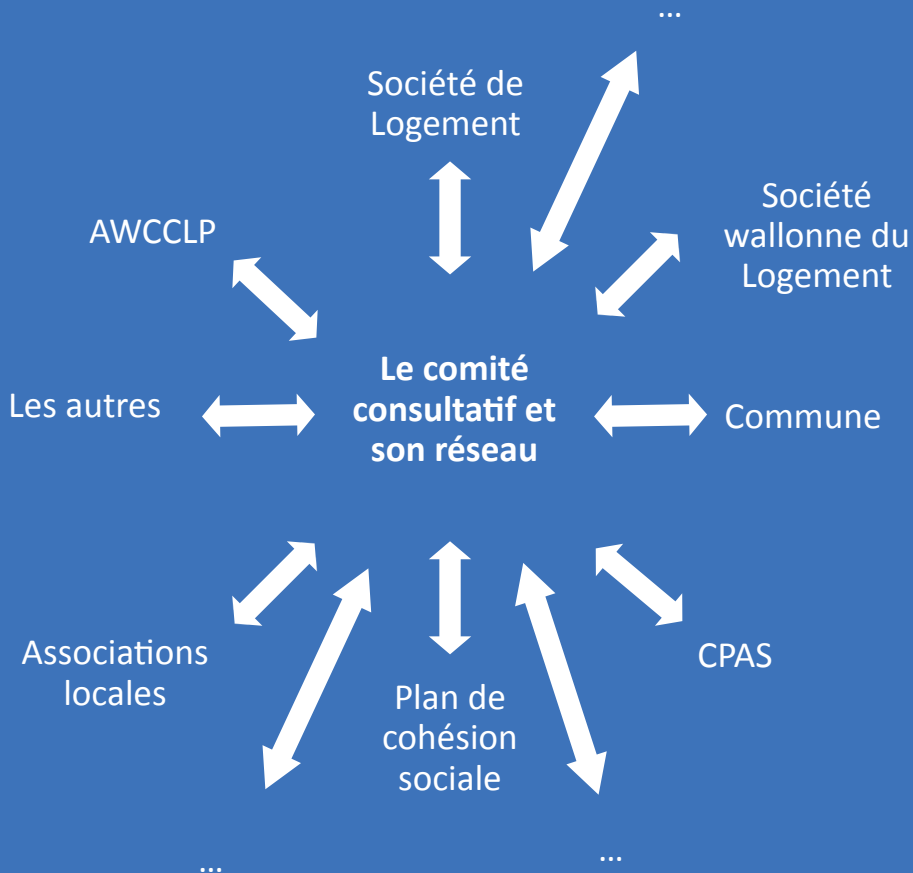 ...
Société de
Logement
Société
wallonne du
Logement
AWCCLP
Le comité
consultatif et
son réseau
Les autres
Commune
Associations
locales
CPAS
Plan de
cohésion
sociale
...
...